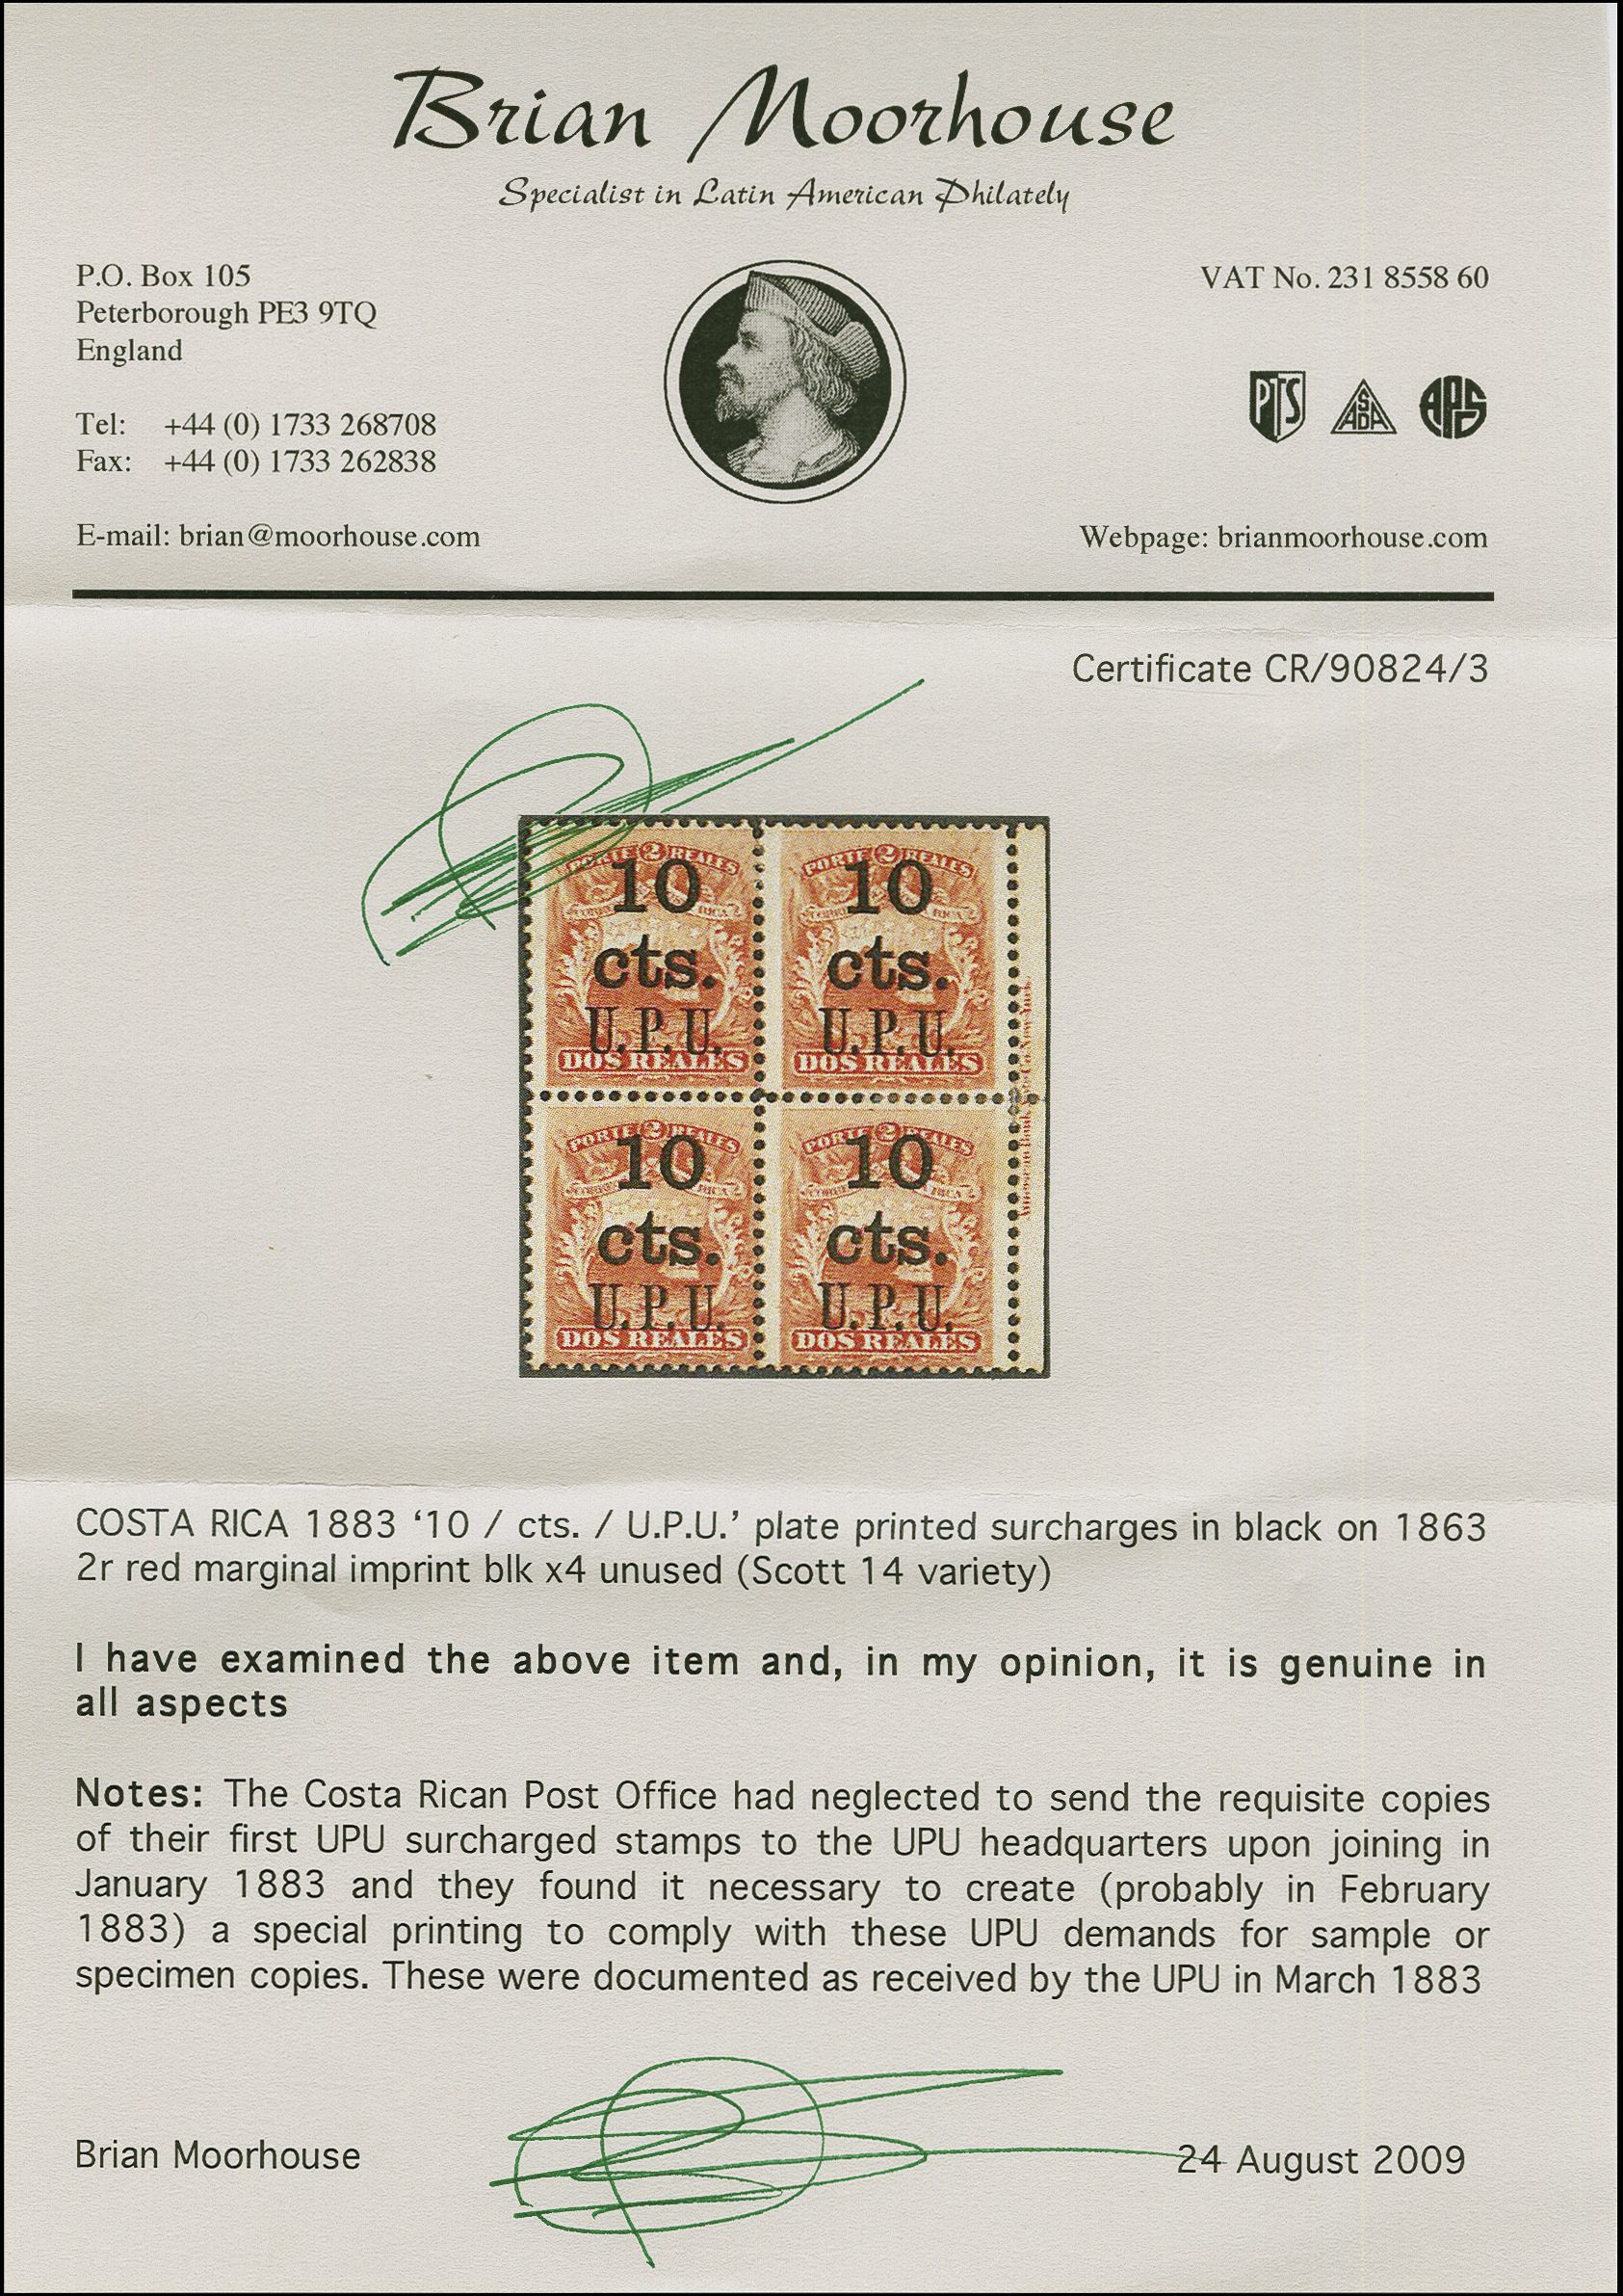 Brian Moorhouse
Specialist in Latin American Philately
P.O. Box 105
Peterborough PE3 9TQ
England
Tel: +44 (0) 1733 268708
Fax: +44 (0) 1733 262838
E-mail: brian@moorhouse.com
VAT No. 231 8558 60
PTS ASDA APS
Webpage: brianmoorhouse.com
Certificate CR/90824/3
PORTE 2 REALES PORTE 2 REALES
10 10
RICA RICA
cts. cts.
U.P.U. U.P.U.
DOS REALES DOS REALES
PORTE 2 REALES PORTE 2 REALES
10 10
RICA RICA
cts. cts.
U.P.U. U.P.U.
DOS REALES DOS REALES
COSTA RICA 1883 ‘10 / cts. / U.P.U.’ plate printed surcharges in black on 1863
2r red marginal imprint blk x4 unused (Scott 14 variety)
I have examined the above item and, in my opinion, it is genuine in
all aspects
Notes: The Costa Rican Post Office had neglected to send the requisite copies
of their first UPU surcharged stamps to the UPU headquarters upon joining in
January 1883 and they found it necessary to create (probably in February
1883) a special printing to comply with these UPU demands for sample or
specimen copies. These were documented as received by the UPU in March 1883
Brian Moorhouse
24 August 2009